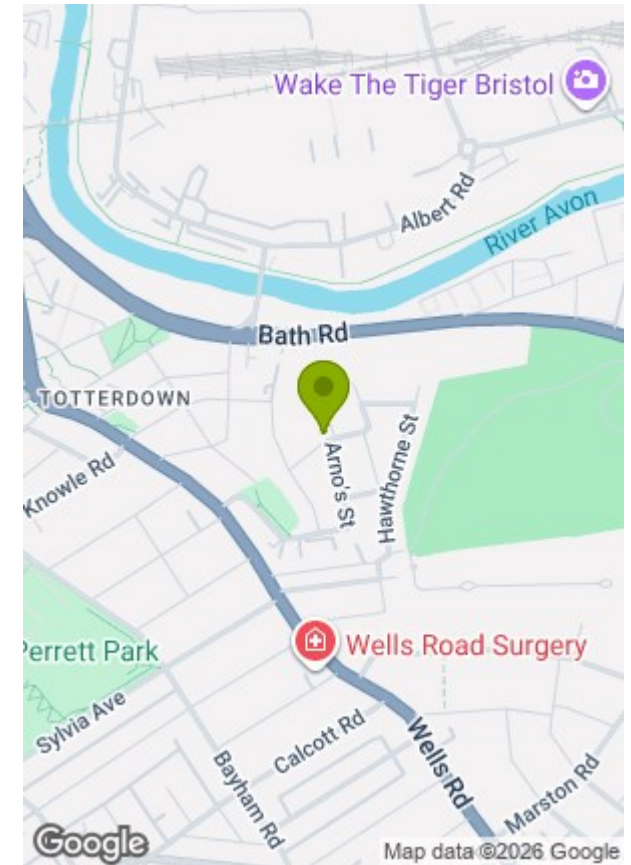 Wake The Tiger Bristol
Albert Rd
River Avon
Bath Rd
TOTTERDOWN
Knowle Rd
Arno's St
Hawthorne St
Perrett Park
Wells Road Surgery
Sylvia Ave
Calcott Rd
Bayham Rd
Wells Rd
Marston Rd
Google
Map data ©2026 Google